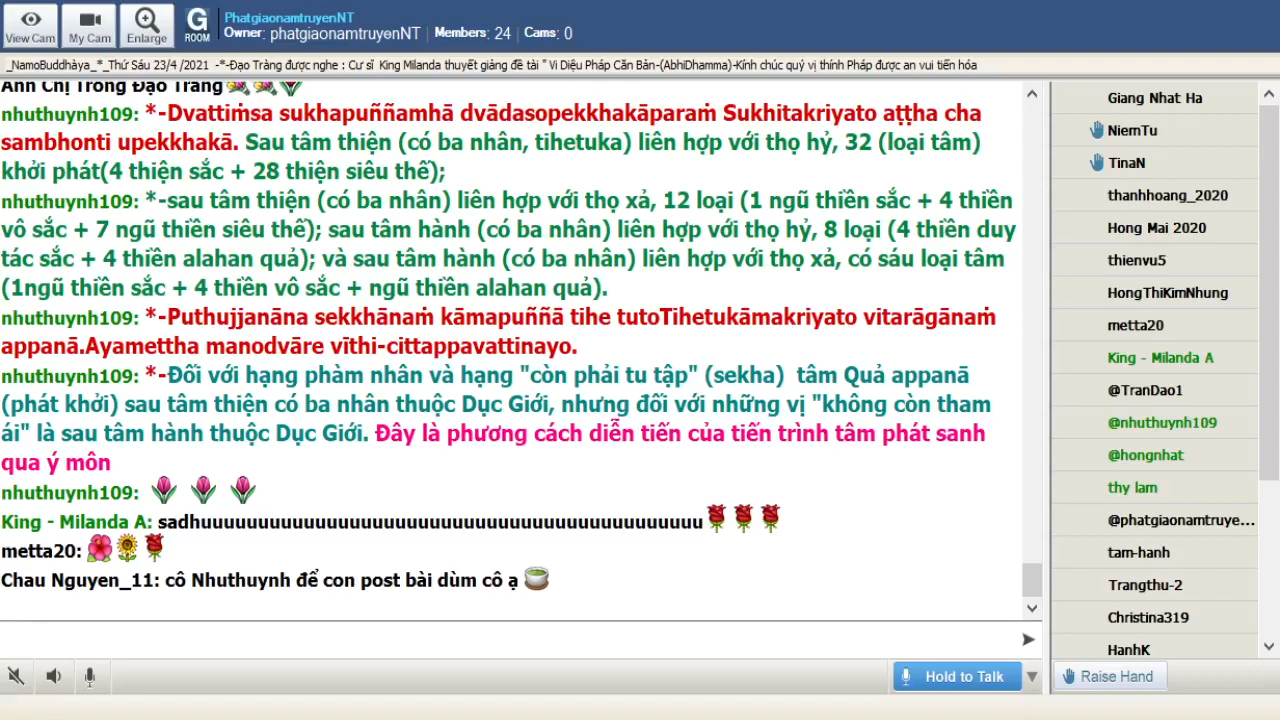 View Cam
My Cam
Enlarge
G
ROOM
PhatgiaonamtruyenNT
Owner: phatgiaonamtruyenNT | Members: 24 | Cams: 0
_NamoBuddhàya_*_Thứ Sáu 23/4 /2021 -*-Đạo Tràng được nghe : Cư sĩ King Milanda thuyết giảng đề tài " Vi Diệu Pháp Căn Bản-(AbhiDhamma)-Kính chúc quý vị thính Pháp được an vui tiến hóa
Anh Chị Trong Đạo Tràng
nhuthuynh109: *-Dvattiṁsa sukhapuññamhā dvādasopekkhakāparaṁ Sukhitakriyato aṭṭha cha
sambhonti upekkhakā. Sau tâm thiện (có ba nhân, tihetuka) liên hợp với thọ hỷ, 32 (loại tâm)
khởi phát(4 thiện sắc + 28 thiện siêu thế);
nhuthuynh109: *-sau tâm thiện (có ba nhân) liên hợp với thọ xả, 12 loại (1 ngũ thiền sắc + 4 thiền
vô sắc + 7 ngũ thiền siêu thế); sau tâm hành (có ba nhân) liên hợp với thọ hỷ, 8 loại (4 thiền duy
tác sắc + 4 thiền alahan quả); và sau tâm hành (có ba nhân) liên hợp với thọ xả, có sáu loại tâm
(1ngũ thiền sắc + 4 thiền vô sắc + ngũ thiền alahan quả).
nhuthuynh109: *-Puthujjanāna sekkhānaṁ kāmapuññā tihe tutoTihetukāmakriyato vitarāgānaṁ
appanā.Ayamettha manodvāre vīthi-cittappavattinayo.
nhuthuynh109: *-Đối với hạng phàm nhân và hạng "còn phải tu tập" (sekha) tâm Quả appanā
(phát khởi) sau tâm thiện có ba nhân thuộc Dục Giới, nhưng đối với những vị "không còn tham
ái" là sau tâm hành thuộc Dục Giới. Đây là phương cách diễn tiến của tiến trình tâm phát sanh
qua ý môn
nhuthuynh109:
King - Milanda A: sadhuuuuuuuuuuuuuuuuuuuuuuuuuuuuuuuuuuuuuuuuuuuu
metta20:
Chau Nguyen_11: cô Nhuthuynh để con post bài dùm cô ạ
Hold to Talk
Giang Nhat Ha
NiemTu
TinaN
thanhhoang_2020
Hong Mai 2020
thienvu5
HongThiKimNhung
metta20
King - Milanda A
@TranDao1
@nhuthuynh109
@hongnhat
thy lam
@phatgiaonamtruye...
tam-hanh
Trangthu-2
Christina319
HanhK
Raise Hand